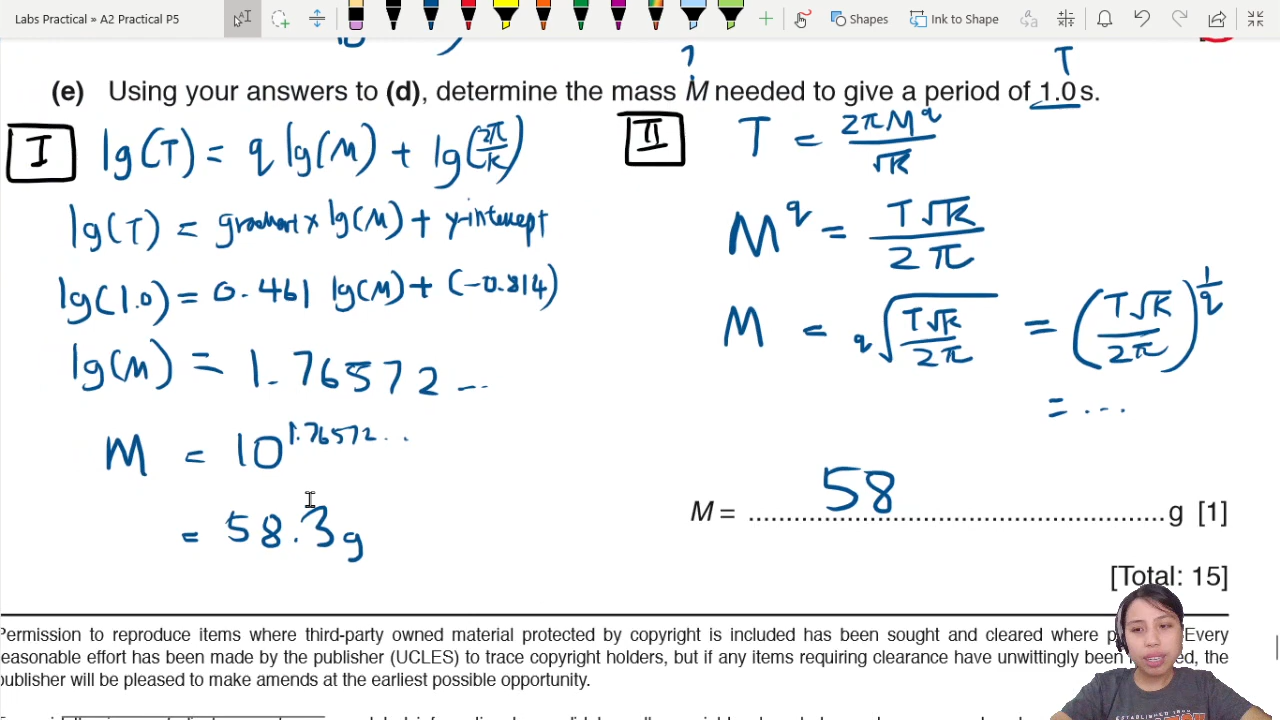 Labs Practical » A2 Practical P5
Shapes
Ink to Shape
?
T
(e) Using your answers to (d), determine the mass M needed to give a period of 1.0 s.
I
lg(T) = q lg(M) + lg(2π/k)
lg(T) = gradient x lg(M) + y-intercept
lg(1.0) = 0.461 lg(M) + (-0.814)
lg(M) = 1.76572 ...
M = 10^1.76572...
= 58.3 g
II
T = 2πM^q/√k
M^q = T√k/2π
M = q√(T√k/2π) = (T√k/2π)^1/q
= ...
M = 58 g [1]
[Total: 15]
Permission to reproduce items where third-party owned material protected by copyright is included has been sought and cleared where Every
reasonable effort has been made by the publisher (UCLES) to trace copyright holders, but if any items requiring clearance have unwittingly been the
publisher will be pleased to make amends at the earliest possible opportunity.